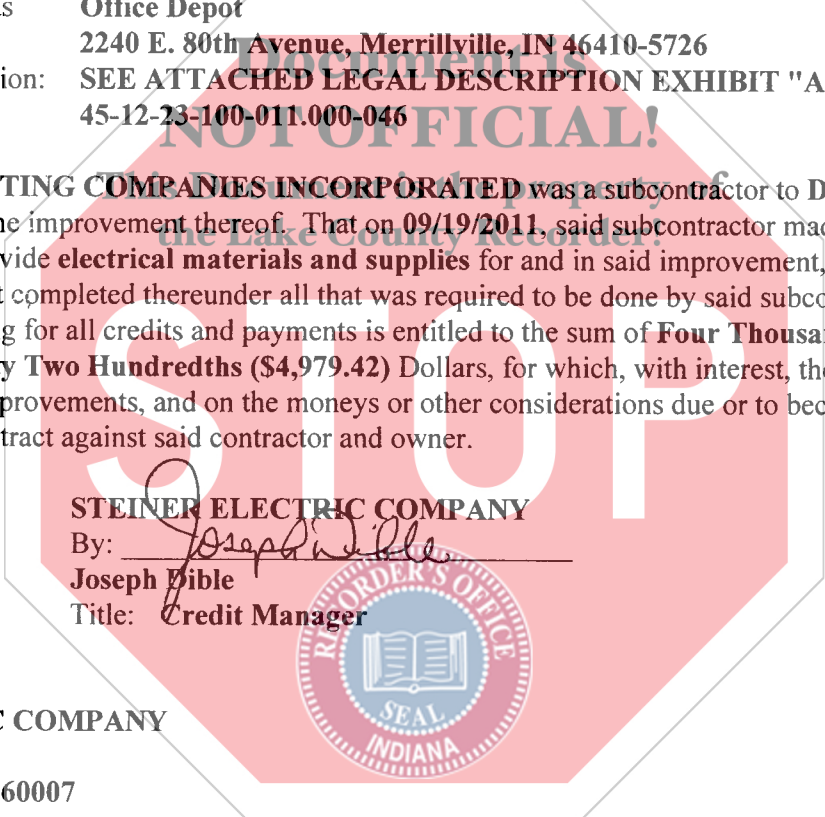 is Office Depot
2240 E. 80th Avenue, Merrillville, IN 46410-5726
ion: SEE ATTACHED LEGAL DESCRIPTION EXHIBIT "A
45-12-23-100-011.000-046
Document is
NOT OFFICIAL!
This Document is the property of
the Lake County Recorder!
TING COMPANIES INCORPORATED was a subcontractor to D
ne improvement thereof. That on 09/19/2011, said subcontractor mad
vide electrical materials and supplies for and in said improvement,
t completed thereunder all that was required to be done by said subco
g for all credits and payments is entitled to the sum of Four Thousa
y Two Hundredths ($4,979.42) Dollars, for which, with interest, the
provements, and on the moneys or other considerations due or to bec
tract against said contractor and owner.
STOP
STEINER ELECTRIC COMPANY
By: Joseph Dible
Joseph Dible
Title: Credit Manager
RECORDER'S OFFICE
SEAL
INDIANA
C COMPANY
60007